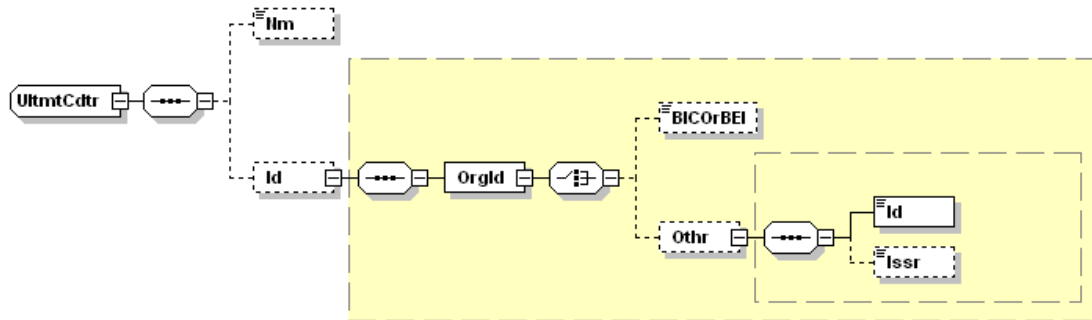 Nm
UltmtCdtr
BICOrBEI
Id
OrgId
Id
Othr
Issr